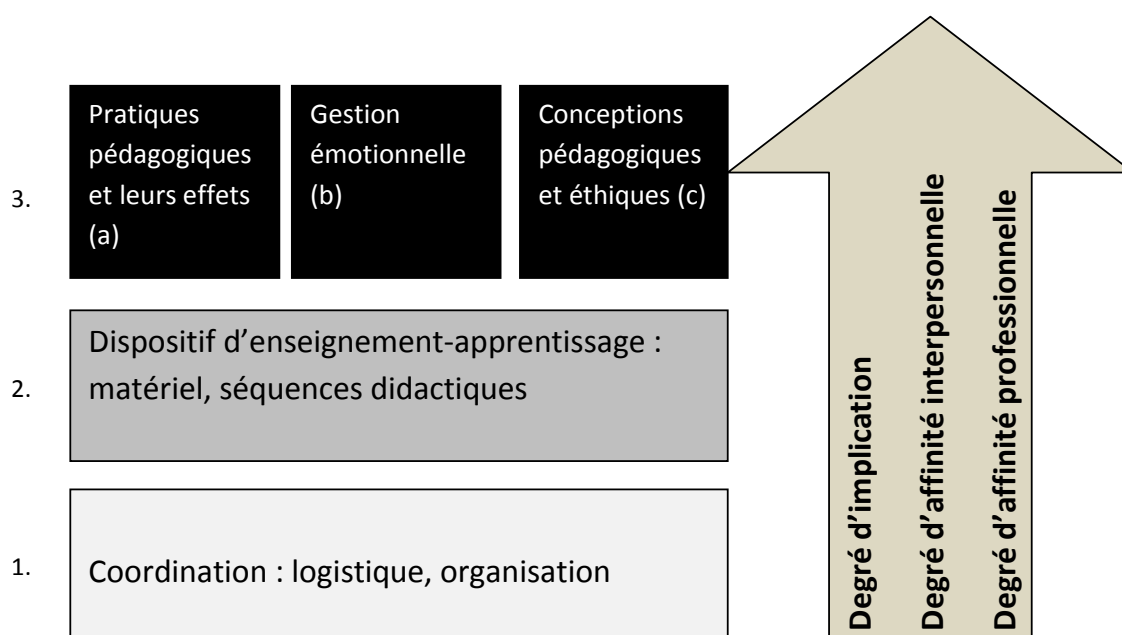 3.
Pratiques
pédagogiques
et leurs effets
(a)
Gestion
émotionnelle
(b)
Conceptions
pédagogiques
et éthiques (c)
2.
Dispositif d’enseignement-apprentissage :
matériel, séquences didactiques
1.
Coordination : logistique, organisation
Degré d’implication
Degré d’affinité interpersonnelle
Degré d’affinité professionnelle